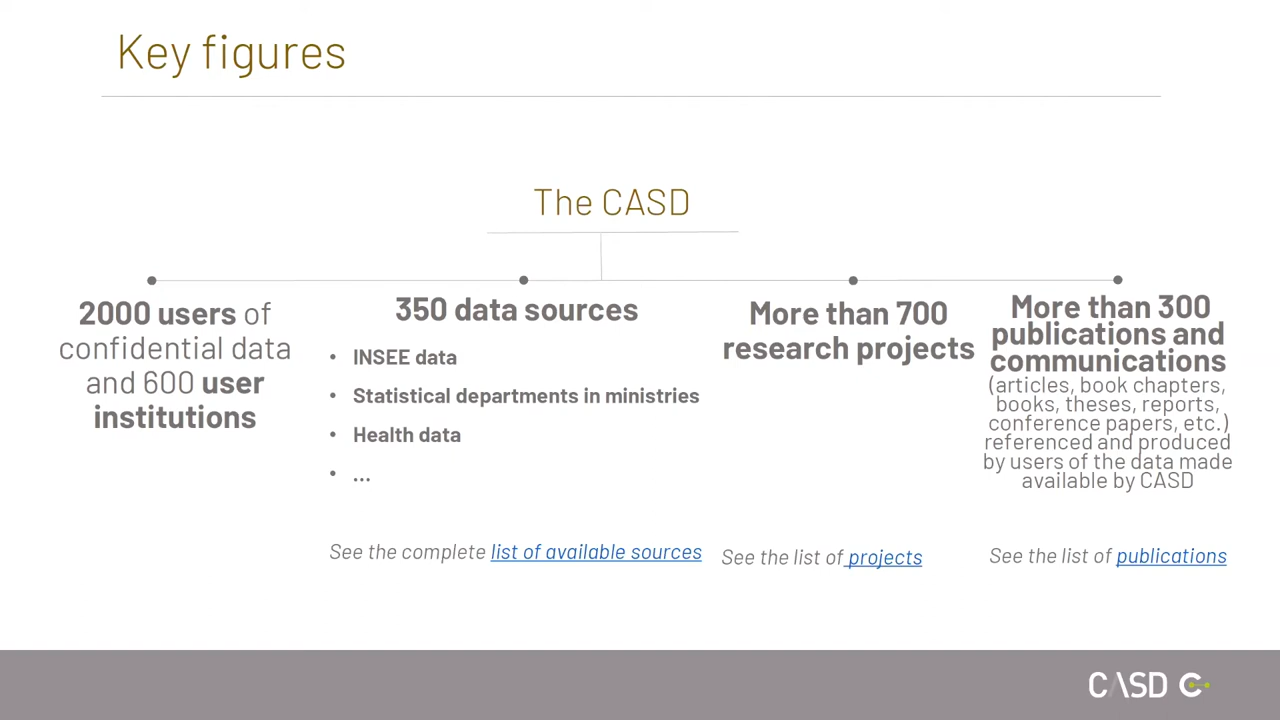 Key figures
The CASD
2000 users of
confidential data
and 600 user
institutions
350 data sources
• INSEE data
• Statistical departments in ministries
• Health data
• ...
See the complete list of available sources
More than 700
research projects
See the list of projects
More than 300
publications and
communications
(articles, book chapters,
books, theses, reports,
conference papers, etc.)
referenced and produced
by users of the data made
available by CASD
See the list of publications
CASD